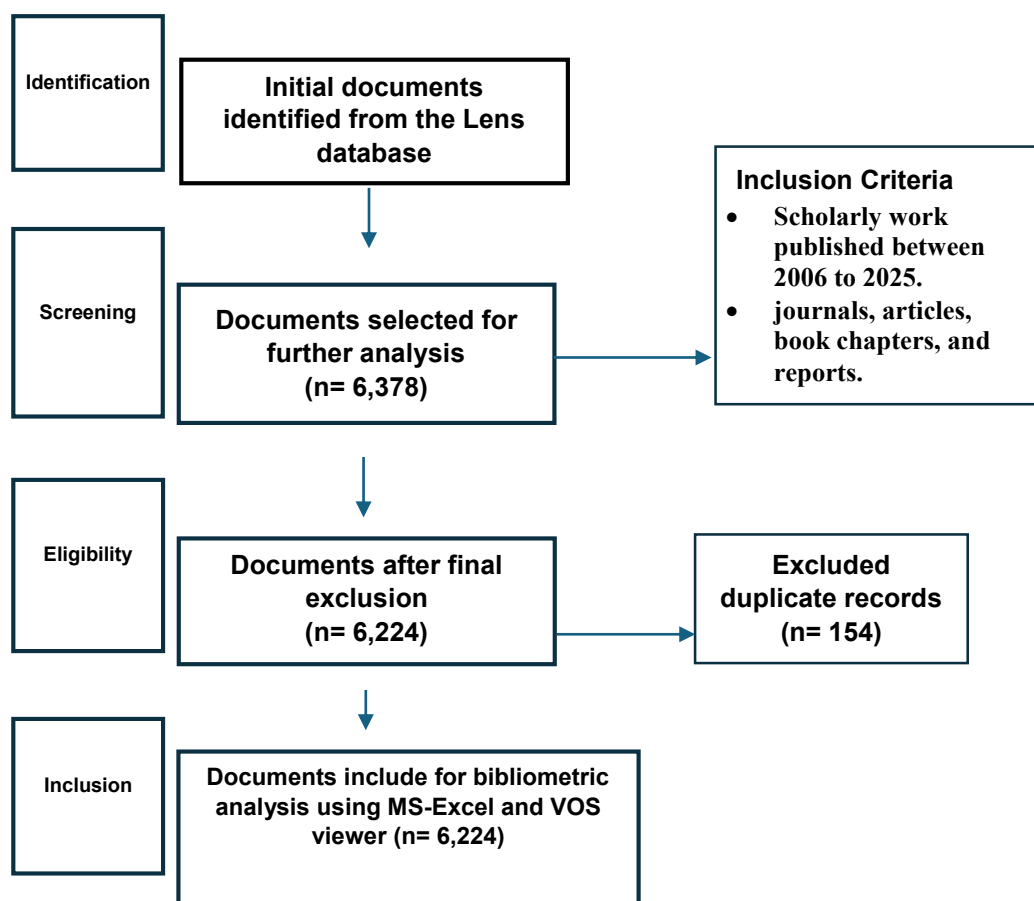 Identification
Initial documents
identified from the Lens
database
Inclusion Criteria
• Scholarly work
published between
2006 to 2025.
• journals, articles,
book chapters, and
reports.
Screening
Documents selected for
further analysis
(n= 6,378)
Eligibility
Documents after final
exclusion
(n= 6,224)
Excluded
duplicate records
(n= 154)
Inclusion
Documents include for bibliometric
analysis using MS-Excel and VOS
viewer (n= 6,224)